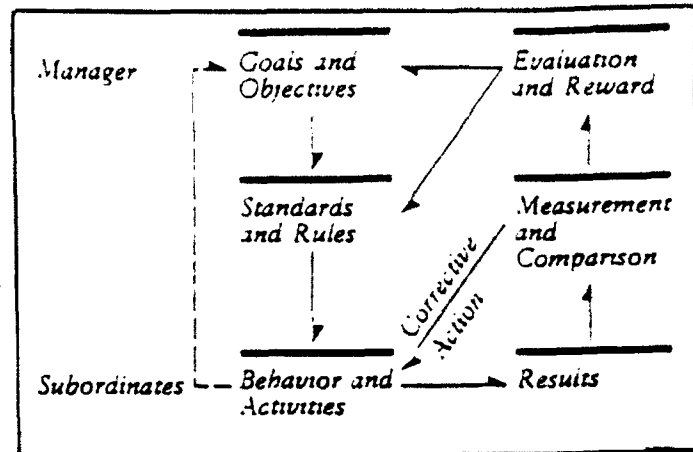 Manager
Goals and
Objectives
Evaluation
and Reward
Standards
and Rules
Measurement
and
Comparison
Corrective
Action
Subordinates
Behavior and
Activities
Results